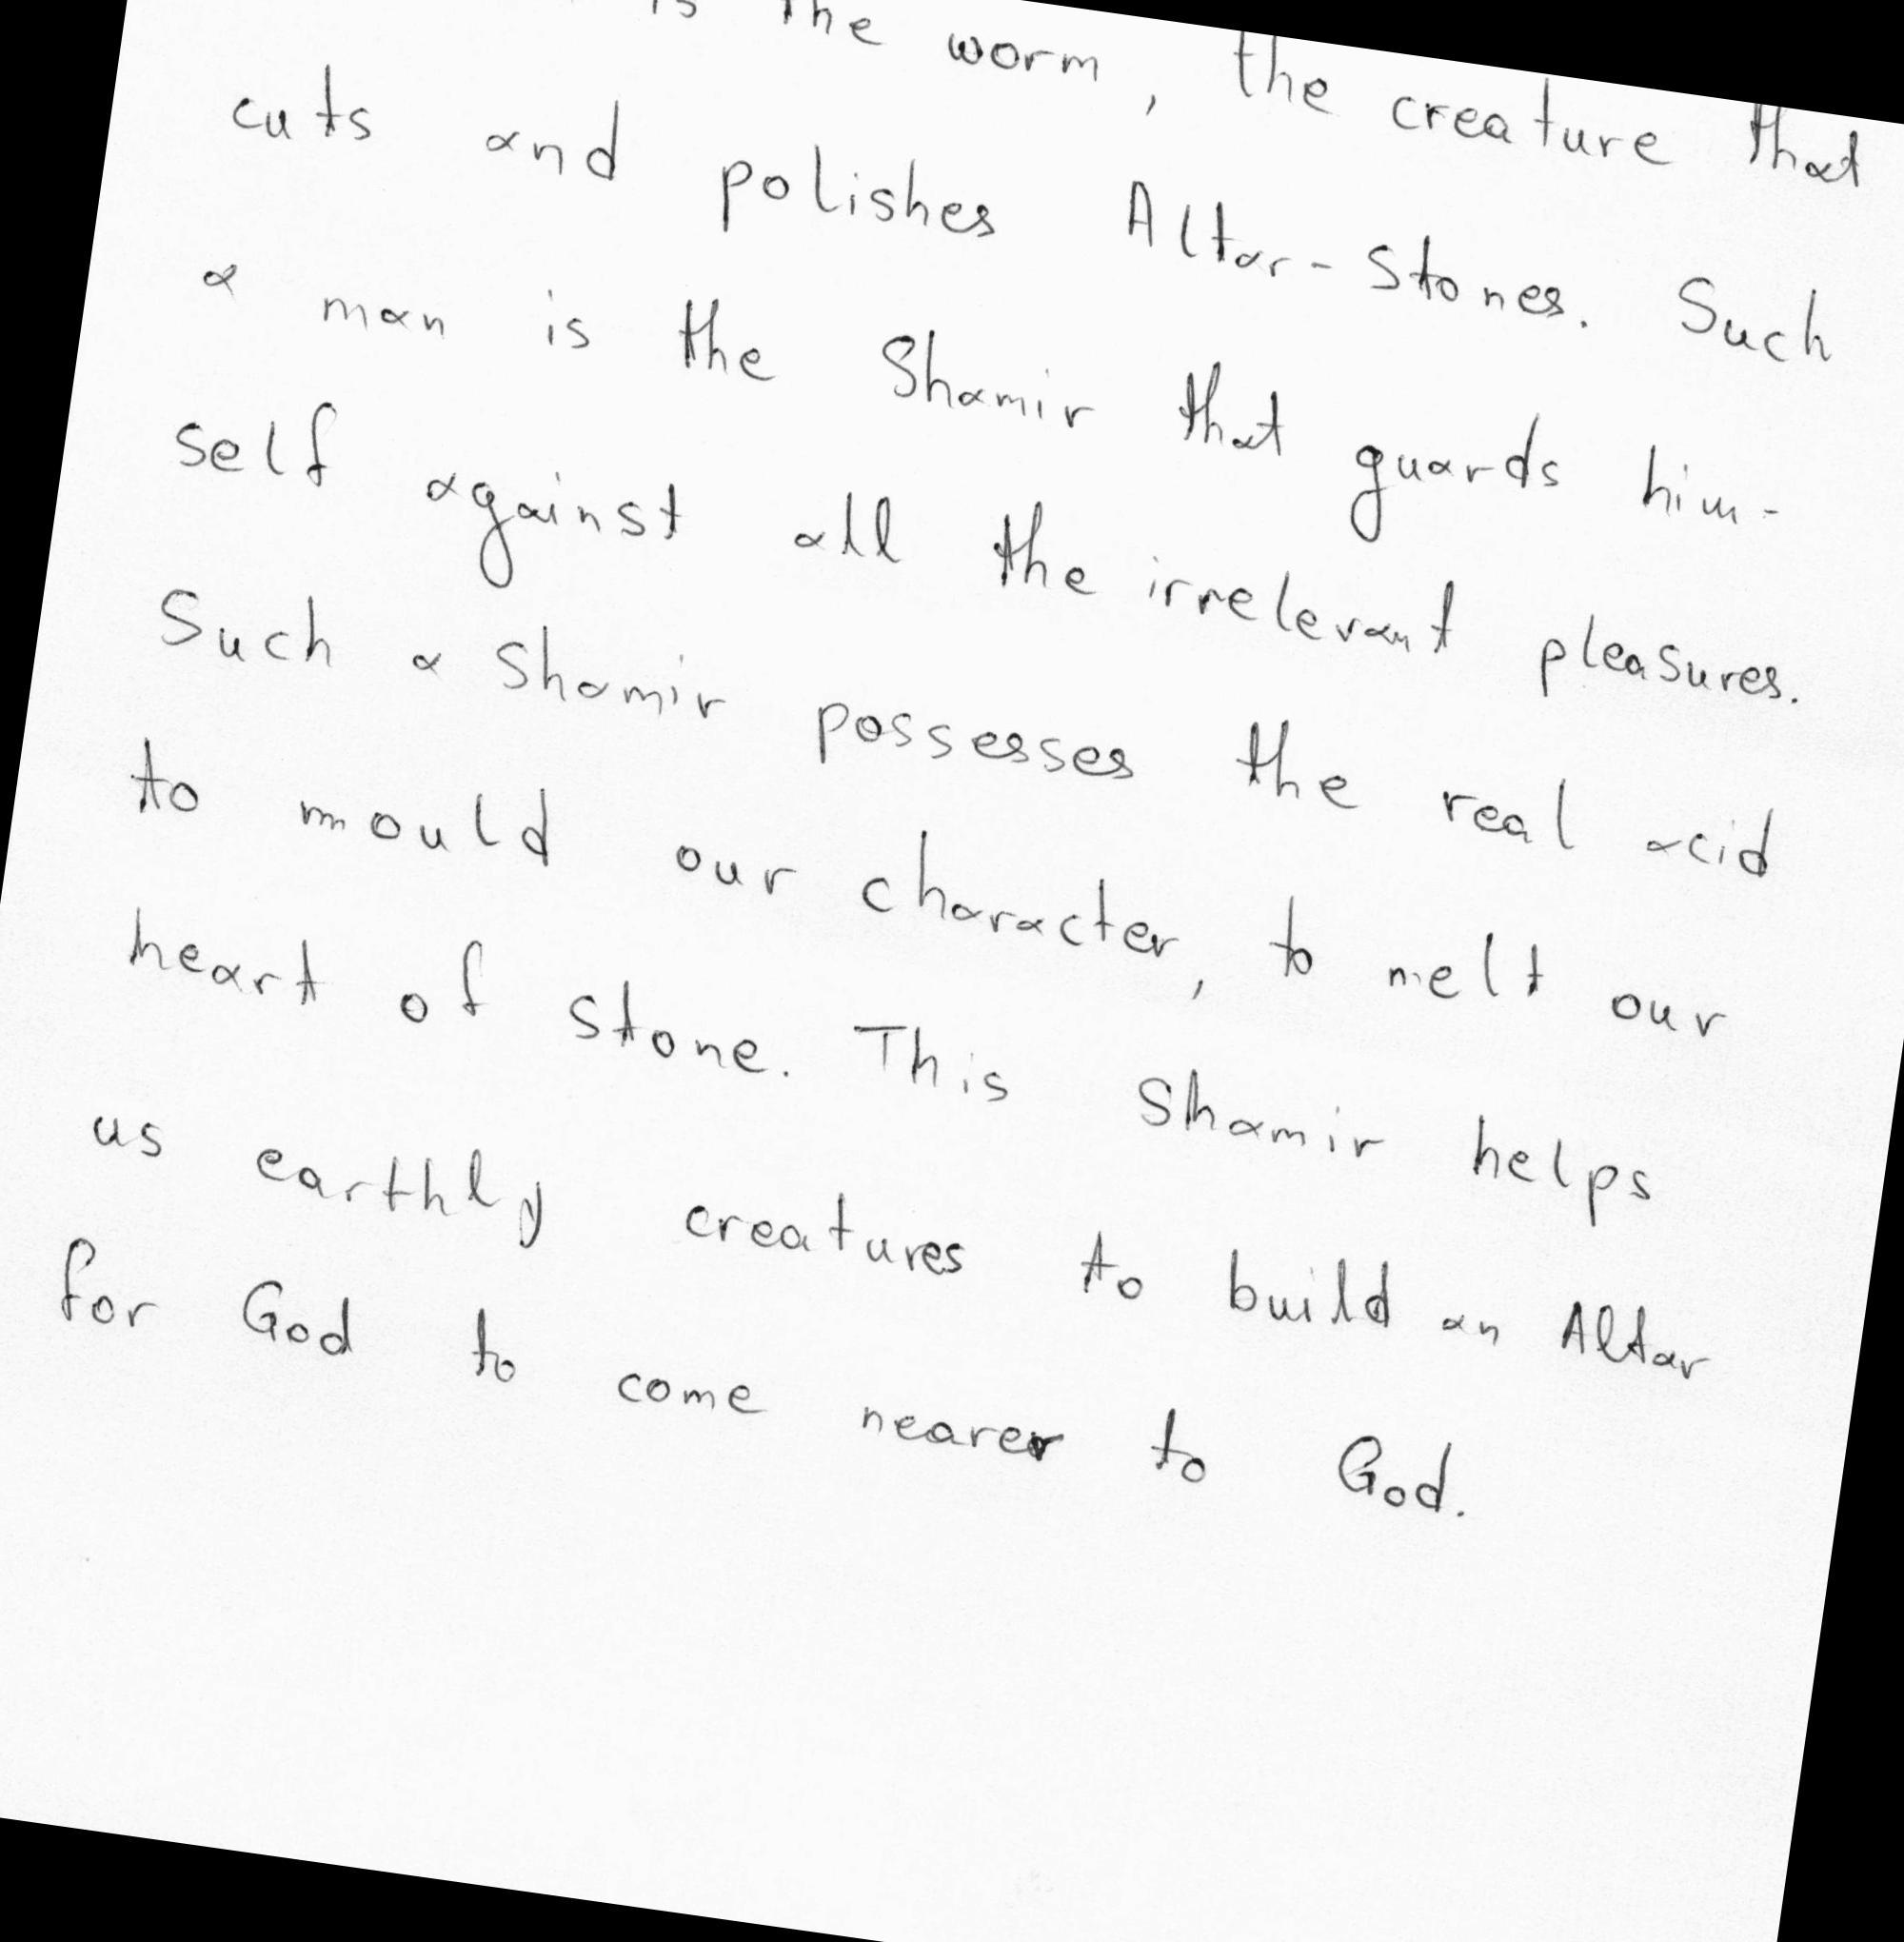 is the worm, the creature that
cuts and polishes Altar-Stones. Such
a man is the Shamir that guards him-
self against all the irrelevant pleasures.
Such a Shamir possesses the real acid
to mould our character, to melt our
heart of stone. This Shamir helps
us earthly creatures to build an Altar
for God to come nearer to God.